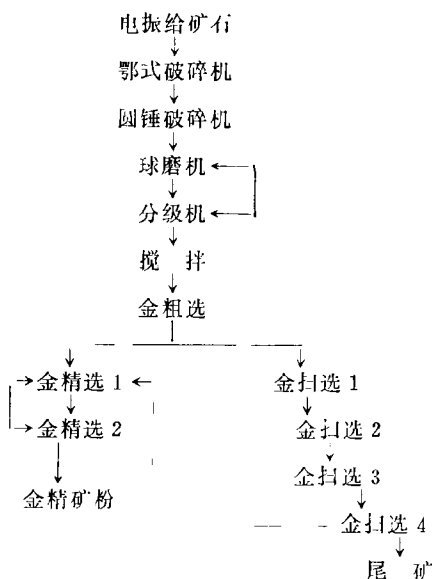 电振给矿石
鄂式破碎机
圆锤破碎机
球磨机
分级机
搅 拌
金粗选
金精选 1
金扫选 1
金精选 2
金扫选 2
金扫选 3
金精矿粉
金扫选 4
尾 矿